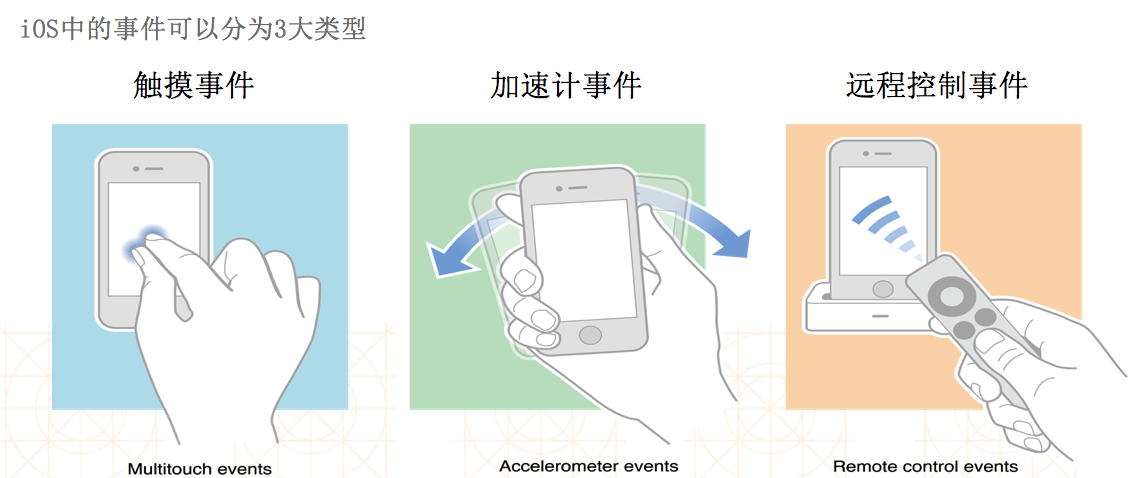 iOS中的事件可以分为3大类型
触摸事件
加速计事件
远程控制事件
Multitouch events
Accelerometer events
Remote control events